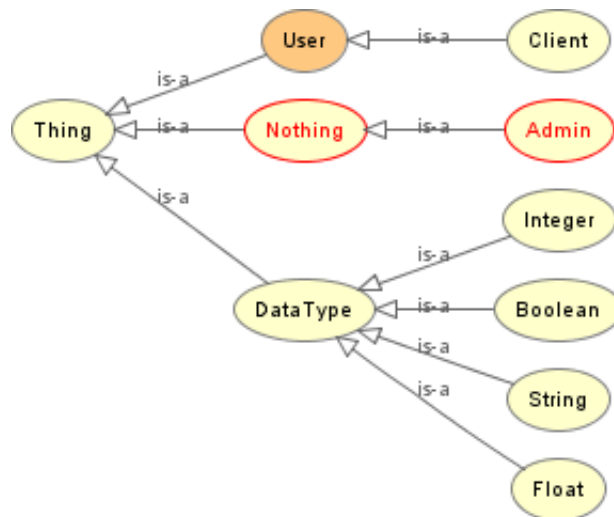 User
is-a
Client
is-a
Thing
is-a
Nothing
is-a
Admin
is-a
Integer
is-a
DataType
is-a
Boolean
is-a
String
is-a
Float